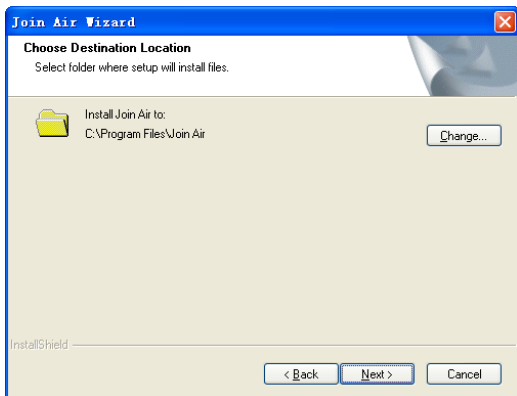 Join Air Wizard
Choose Destination Location
Select folder where setup will install files.
Install Join Air to:
C:\Program Files\Join Air
Change...
InstallShield
< Back
Next >
Cancel